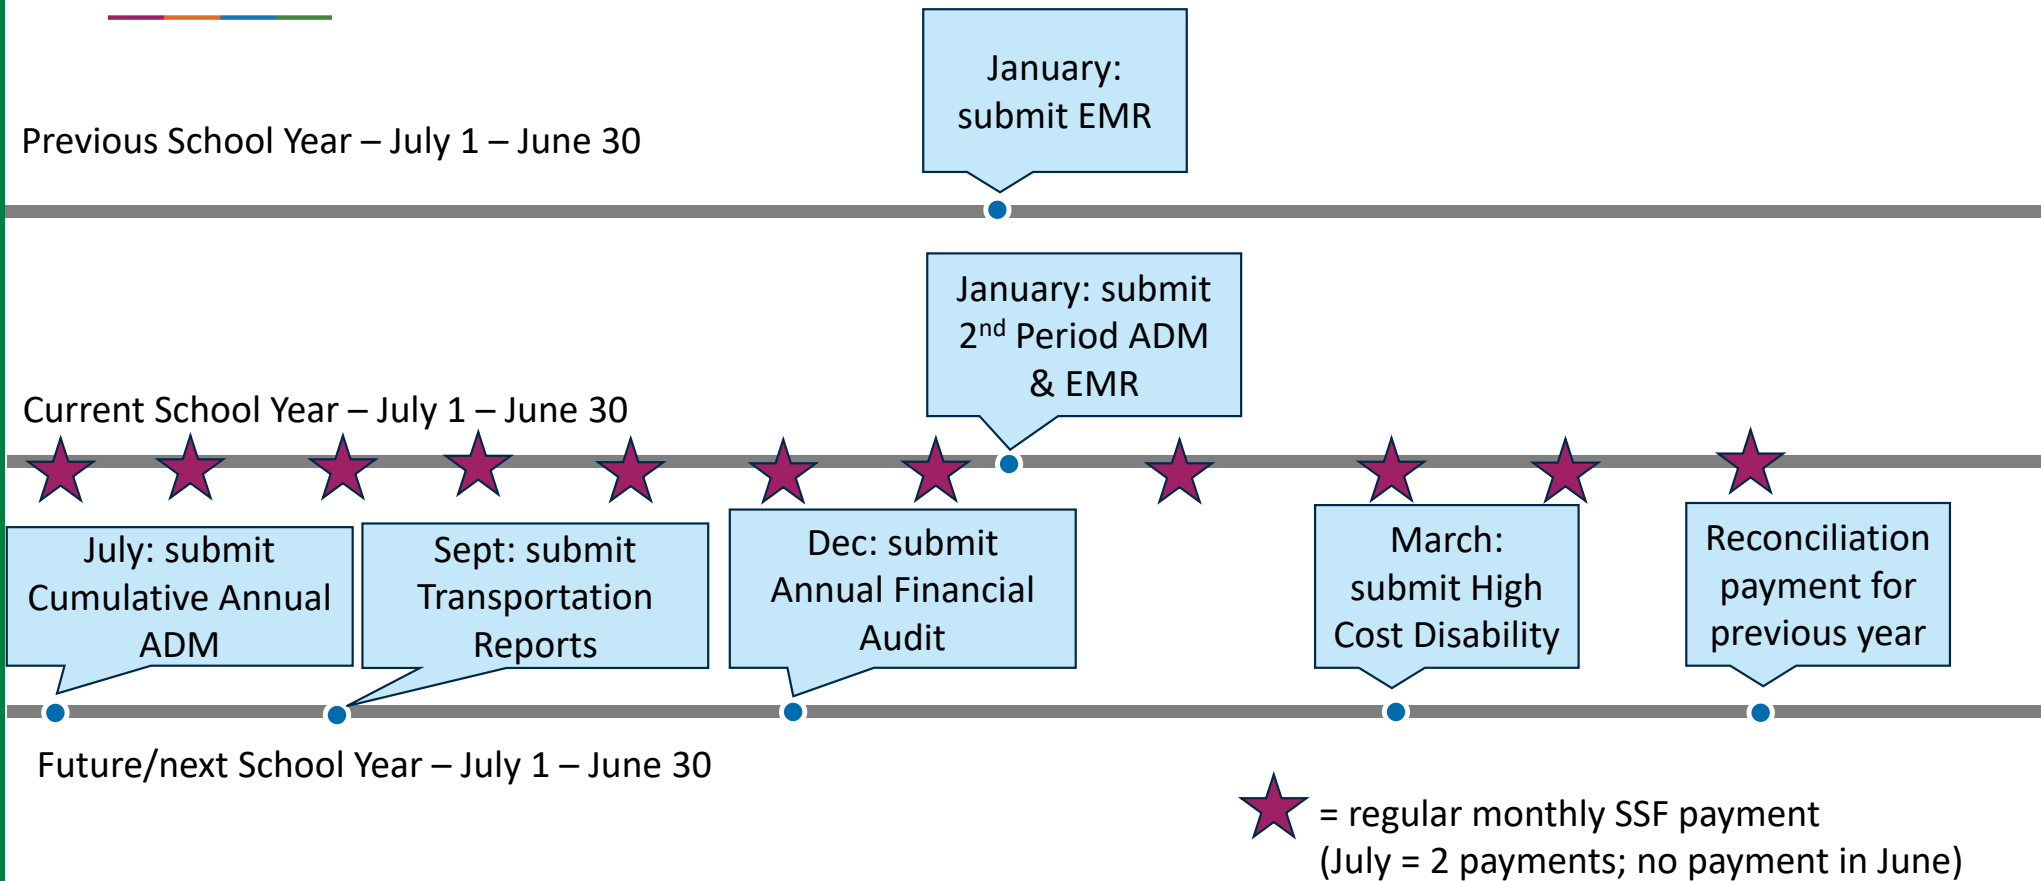 January:
submit EMR
Previous School Year – July 1 – June 30
January: submit
2nd Period ADM
& EMR
Current School Year – July 1 – June 30
July: submit
Cumulative Annual
ADM
Sept: submit
Transportation
Reports
Dec: submit
Annual Financial
Audit
March:
submit High
Cost Disability
Reconciliation
payment for
previous year
Future/next School Year – July 1 – June 30
= regular monthly SSF payment
(July = 2 payments; no payment in June)